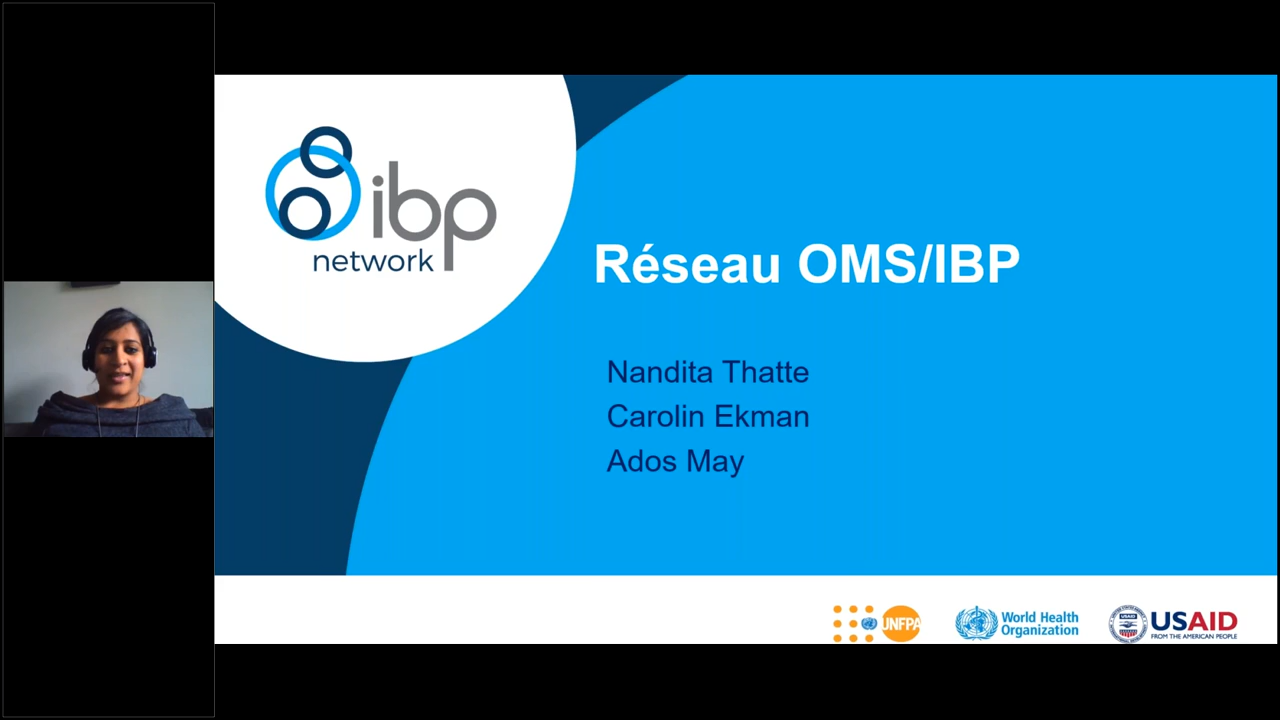 ibp
network
Réseau OMS/IBP
Nandita Thatte
Carolin Ekman
Ados May
UNFPA
World Health
Organization
USAID
FROM THE AMERICAN PEOPLE